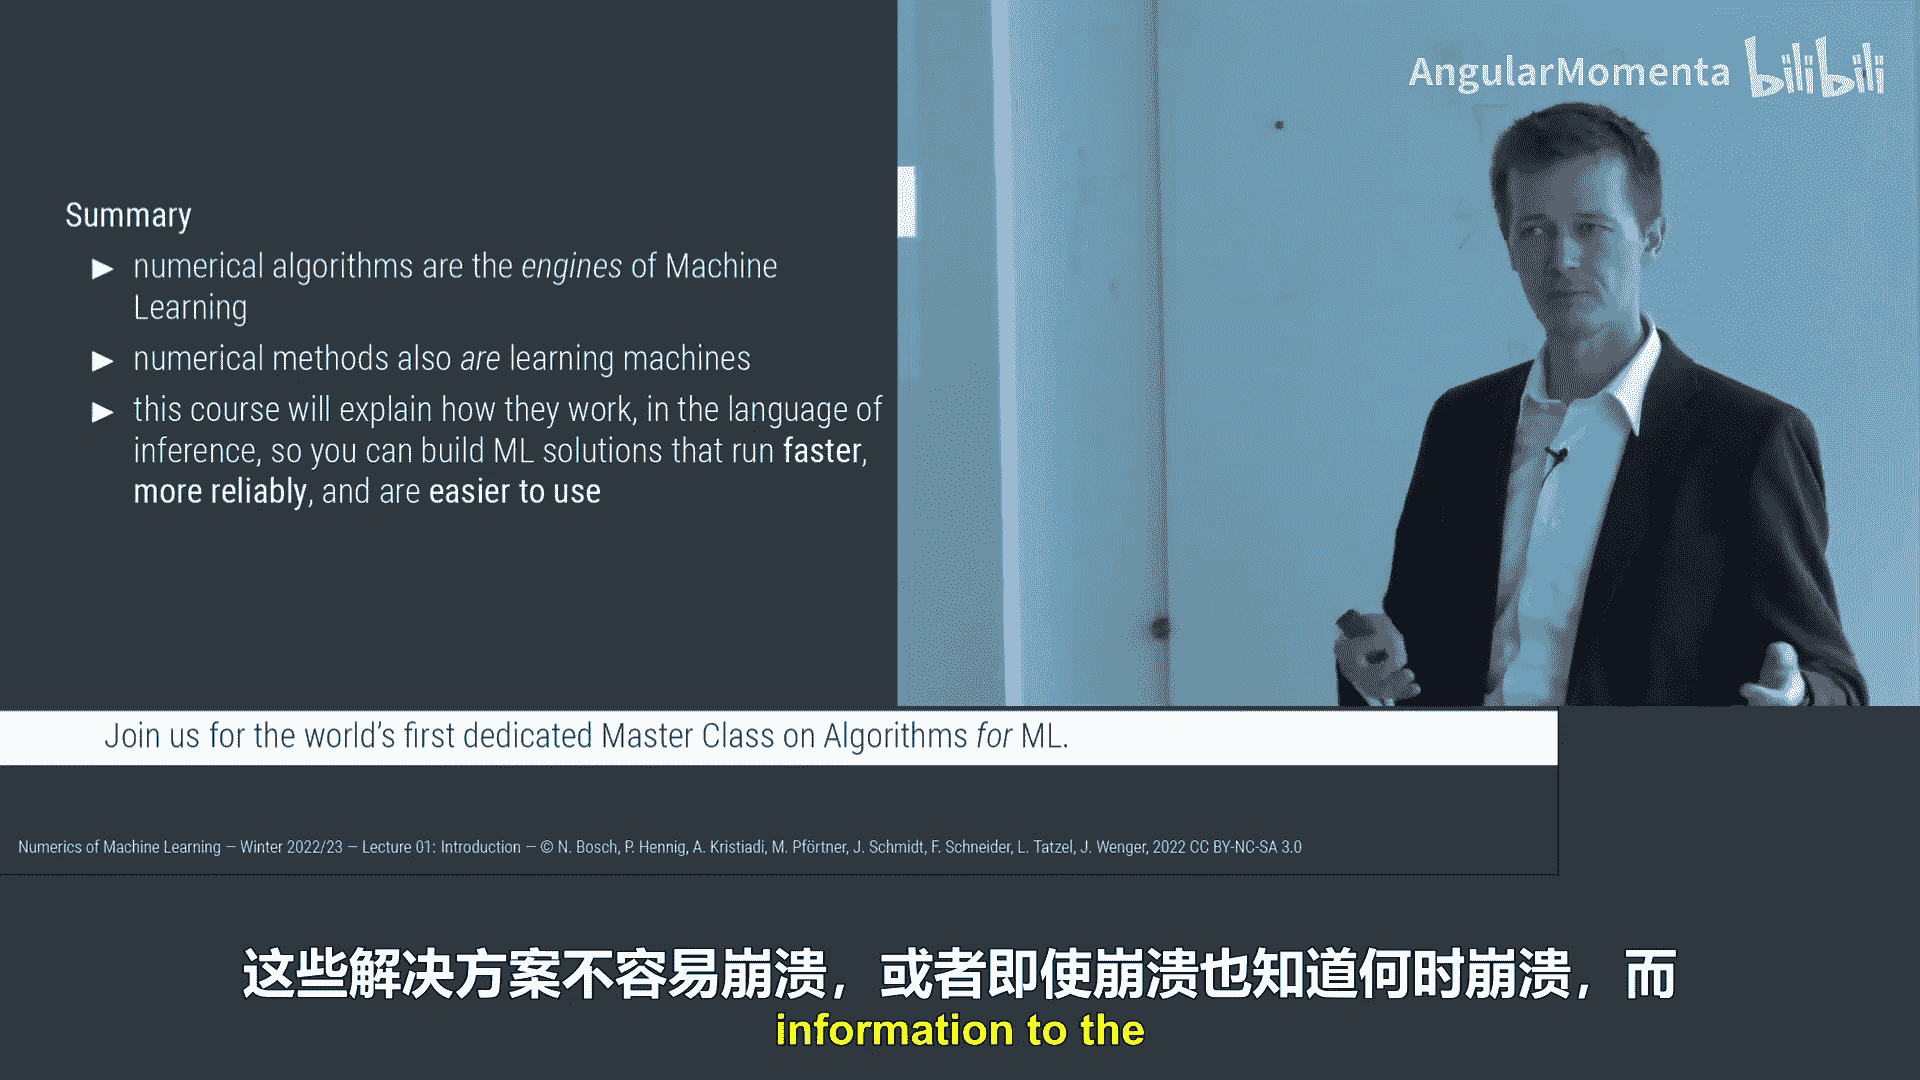 AngularMomenta bilibili
Summary
▶ numerical algorithms are the engines of Machine
Learning
▶ numerical methods also are learning machines
▶ this course will explain how they work, in the language of
inference, so you can build ML solutions that run faster,
more reliably, and are easier to use
Join us for the world’s first dedicated Master Class on Algorithms for ML.
Numerics of Machine Learning — Winter 2022/23 — Lecture 01: Introduction — © N. Bosch, P. Hennig, A. Kristiadi, M. Pförtner, J. Schmidt, F. Schneider, L. Tatzel, J. Wenger, 2022 CC BY-NC-SA 3.0
这些解决方案不容易崩溃，或者即使崩溃也知道何时崩溃，而
information to the